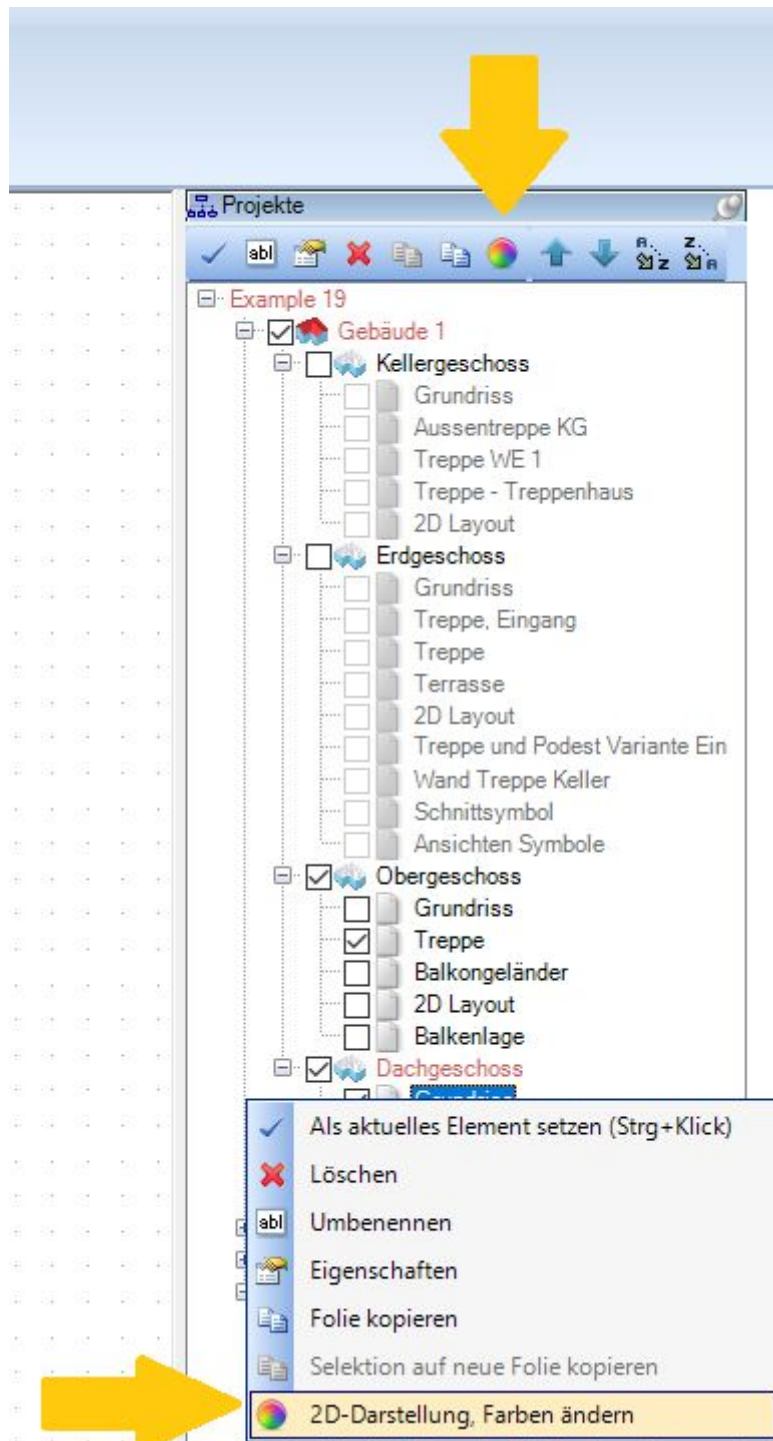 Projekte
abl
A
Z
Z
A
Example 19
Gebäude 1
Kellergeschoss
Grundriss
Aussentreppe KG
Treppe WE 1
Treppe - Treppenhaus
2D Layout
Erdgeschoss
Grundriss
Treppe, Eingang
Treppe
Terrasse
2D Layout
Treppe und Podest Variante Ein
Wand Treppe Keller
Schnittsymbol
Ansichten Symbole
Obergeschoss
Grundriss
Treppe
Balkongeländer
2D Layout
Balkenlage
Dachgeschoss
Als aktuelles Element setzen (Strg+Klick)
Löschen
abl Umbenennen
Eigenschaften
Folie kopieren
Selektion auf neue Folie kopieren
2D-Darstellung, Farben ändern